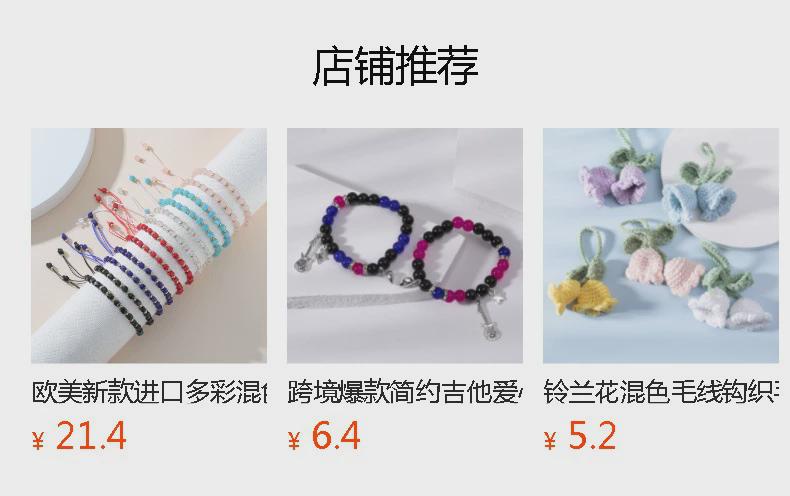 店铺推荐
欧美新款进口多彩混
跨境爆款简约吉他爱
铃兰花混色毛线钩织
¥ 21.4
¥ 6.4
¥ 5.2